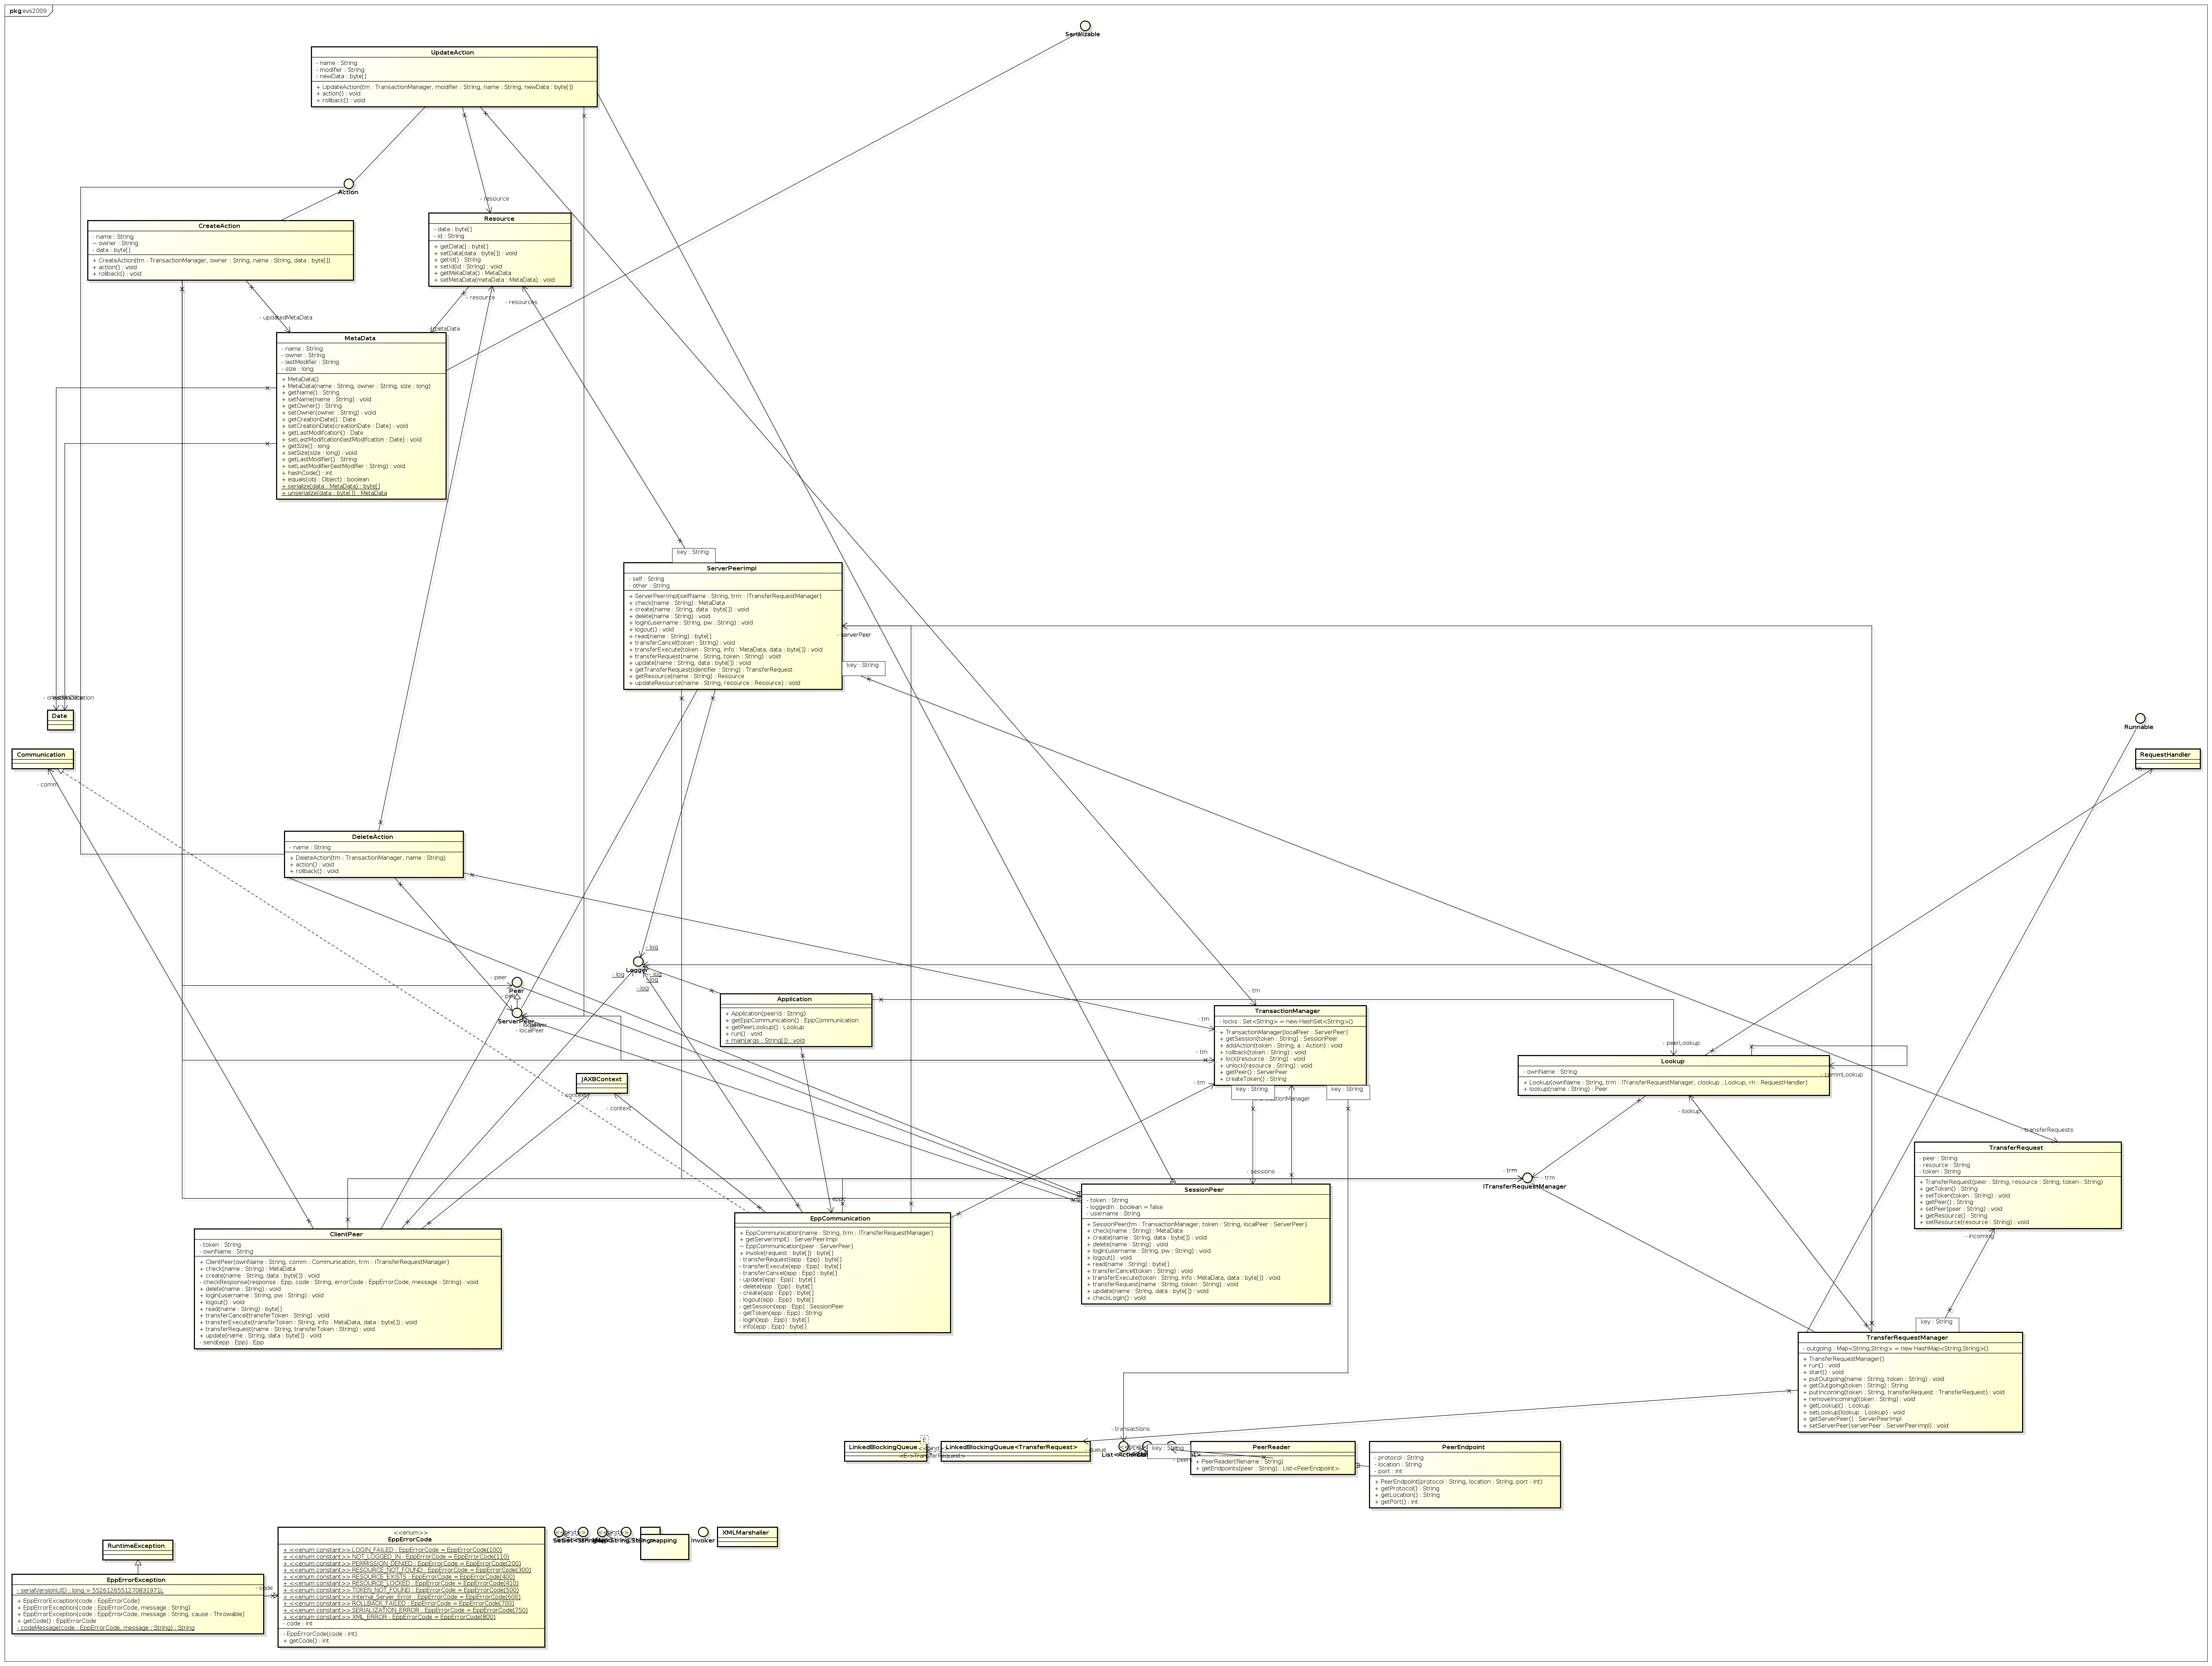 pkg evs2009
Serializable
UpdateAction
- name : String
- modifier : String
- newData : byte[]
+ UpdateAction(tm : TransactionManager, modifier : String, name : String, newData : byte[])
+ action() : void
+ rollback() : void
Action
- resource
CreateAction
- name : String
~ owner : String
- data : byte[]
+ CreateAction(tm : TransactionManager, owner : String, name : String, data : byte[])
+ action() : void
+ rollback() : void
Resource
- data : byte[]
- id : String
+ getData() : byte[]
+ setData(data : byte[]) : void
+ getId() : String
+ setId(id : String) : void
+ getMetaData() : MetaData
+ setMetaData(metaData : MetaData) : void
- resource
- resources
- updatedMetaData
MetaData
- name : String
- owner : String
- lastModifier : String
- size : long
+ MetaData()
+ MetaData(name : String, owner : String, size : long)
+ getName() : String
+ setName(name : String) : void
+ getOwner() : String
+ setOwner(owner : String) : void
+ getCreationDate() : Date
+ setCreationDate(creationDate : Date) : void
+ getLastModifcation() : Date
+ setLastModifcation(lastModifcation : Date) : void
+ getSize() : long
+ setSize(size : long) : void
+ getLastModifier() : String
+ setLastModifier(lastModifier : String) : void
+ hashCode() : int
+ equals(obj : Object) : boolean
+ serialize(data : MetaData) : byte[]
+ unserialize(data : byte[]) : MetaData
key : String
ServerPeerImpl
- self : String
- other : String
+ ServerPeerImpl(selfName : String, trm : ITransferRequestManager)
+ check(name : String) : MetaData
+ create(name : String, data : byte[]) : void
+ delete(name : String) : void
+ login(username : String, pw : String) : void
+ logout() : void
+ read(name : String) : byte[]
+ transferCancel(token : String) : void
+ transferExecute(token : String, info : MetaData, data : byte[]) : void
+ transferRequest(name : String, token : String) : void
+ update(name : String, data : byte[]) : void
+ getTransferRequest(identifier : String) : TransferRequest
+ getResource(name : String) : Resource
+ updateResource(name : String, resource : Resource) : void
- serverPeer
key : String
Date
Communication
- comm
Runnable
RequestHandler
DeleteAction
- name : String
+ DeleteAction(tm : TransactionManager, name : String)
+ action() : void
+ rollback() : void
- log
Logger
- log
- log
- log
- log
- peer
Peer
ServerPeer
- localPeer
Application
+ Application(peerId : String)
+ getEppCommunication() : EppCommunication
+ getPeerLookup() : Lookup
+ run() : void
+ main(args : String[]) : void
- tm
- tm
- tm
- tm
TransactionManager
- locks : Set<String> = new HashSet<String>()
+ TransactionManager(localPeer : ServerPeer)
+ getSession(token : String) : SessionPeer
+ addAction(token : String, a : Action) : void
+ rollback(token : String) : void
+ lock(resource : String) : void
+ unlock(resource : String) : void
+ getPeer() : ServerPeer
+ createToken() : String
key : String
key : String
- peerLookup
Lookup
- ownName : String
+ Lookup(ownName : String, trm : ITransferRequestManager, clookup : Lookup, rh : RequestHandler)
+ lookup(name : String) : Peer
- commLookup
- lookup
JAXBContext
- context
- context
- transferRequests
TransferRequest
- peer : String
- resource : String
- token : String
+ TransferRequest(peer : String, resource : String, token : String)
+ getToken() : String
+ setToken(token : String) : void
+ getPeer() : String
+ setPeer(peer : String) : void
+ getResource() : String
+ setResource(resource : String) : void
- incoming
- trm
- trm
ITransferRequestManager
- sessions
SessionPeer
- token : String
- loggedin : boolean = false
- username : String
+ SessionPeer(tm : TransactionManager, token : String, localPeer : ServerPeer)
+ check(name : String) : MetaData
+ create(name : String, data : byte[]) : void
+ delete(name : String) : void
+ login(username : String, pw : String) : void
+ logout() : void
+ read(name : String) : byte[]
+ transferCancel(token : String) : void
+ transferExecute(token : String, info : MetaData, data : byte[]) : void
+ transferRequest(name : String, token : String) : void
+ update(name : String, data : byte[]) : void
+ checkLogin() : void
EppCommunication
+ EppCommunication(name : String, trm : ITransferRequestManager)
+ getServerImpl() : ServerPeerImpl
~ EppCommunication(peer : ServerPeer)
+ invoke(request : byte[]) : byte[]
- transferRequest(epp : Epp) : byte[]
- transferExecute(epp : Epp) : byte[]
- transferCancel(epp : Epp) : byte[]
- update(epp : Epp) : byte[]
- delete(epp : Epp) : byte[]
- create(epp : Epp) : byte[]
- logout(epp : Epp) : byte[]
- getSession(epp : Epp) : SessionPeer
- getToken(epp : Epp) : String
- login(epp : Epp) : byte[]
- info(epp : Epp) : byte[]
ClientPeer
- token : String
- ownName : String
+ ClientPeer(ownName : String, comm : Communication, trm : ITransferRequestManager)
+ check(name : String) : MetaData
+ create(name : String, data : byte[]) : void
- checkResponse(response : Epp, code : String, errorCode : EppErrorCode, message : String) : void
+ delete(name : String) : void
+ login(username : String, pw : String) : void
+ logout() : void
+ read(name : String) : byte[]
+ transferCancel(transferToken : String) : void
+ transferExecute(transferToken : String, info : MetaData, data : byte[]) : void
+ transferRequest(name : String, transferToken : String) : void
+ update(name : String, data : byte[]) : void
- send(epp : Epp) : Epp
key : String
TransferRequestManager
- outgoing : Map<String,String> = new HashMap<String,String>()
+ TransferRequestManager()
+ run() : void
+ start() : void
+ putOutgoing(name : String, token : String) : void
+ getOutgoing(token : String) : String
+ putIncoming(token : String, transferRequest : TransferRequest) : void
+ removeIncoming(token : String) : void
+ getLookup() : Lookup
+ setLookup(lookup : Lookup) : void
+ getServerPeer() : ServerPeerImpl
+ setServerPeer(serverPeer : ServerPeerImpl) : void
- transactions
LinkedBlockingQueue
LinkedBlockingQueue<TransferRequest>
- queue
<E->TransferRequest>
key : String
PeerReader
+ PeerReader(filename : String)
+ getEndpoints(peer : String) : List<PeerEndpoint>
PeerEndpoint
- protocol : String
- location : String
- port : int
+ PeerEndpoint(protocol : String, location : String, port : int)
+ getProtocol() : String
+ getLocation() : String
+ getPort() : int
RuntimeException
EppErrorException
- serialVersionUID : long = 5526126551270831971L
+ EppErrorException(code : EppErrorCode)
+ EppErrorException(code : EppErrorCode, message : String)
+ EppErrorException(code : EppErrorCode, message : String, cause : Throwable)
+ getCode() : EppErrorCode
- codeMessage(code : EppErrorCode, message : String) : String
- code
<<enum>>
EppErrorCode
+ <<enum constant>> LOGIN_FAILED : EppErrorCode = EppErrorCode(100)
+ <<enum constant>> NOT_LOGGED_IN : EppErrorCode = EppErrorCode(110)
+ <<enum constant>> PERMISSION_DENIED : EppErrorCode = EppErrorCode(200)
+ <<enum constant>> RESOURCE_NOT_FOUND : EppErrorCode = EppErrorCode(300)
+ <<enum constant>> RESOURCE_EXISTS : EppErrorCode = EppErrorCode(400)
+ <<enum constant>> RESOURCE_LOCKED : EppErrorCode = EppErrorCode(410)
+ <<enum constant>> TOKEN_NOT_FOUND : EppErrorCode = EppErrorCode(500)
+ <<enum constant>> Internal_Server_Error : EppErrorCode = EppErrorCode(600)
+ <<enum constant>> ROLLBACK_FAILED : EppErrorCode = EppErrorCode(700)
+ <<enum constant>> SERIALIZATION_ERROR : EppErrorCode = EppErrorCode(750)
+ <<enum constant>> XML_ERROR : EppErrorCode = EppErrorCode(800)
- code : int
- EppErrorCode(code : int)
+ getCode() : int
mapping
Invoker
XMLMarshaller